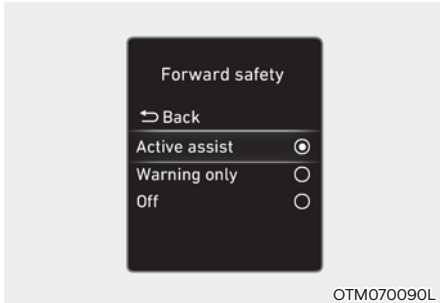 Forward safety
Back
Active assist
Warning only
Off
OTM070090L